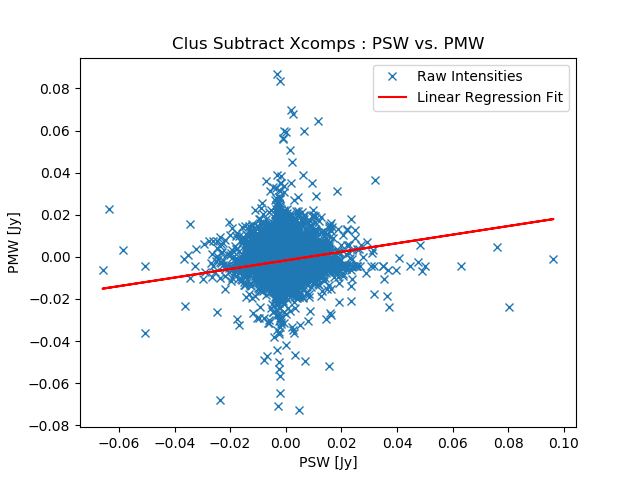 Clus Subtract Xcomps : PSW vs. PMW
Raw Intensities
Linear Regression Fit
PMW [Jy]
0.08
0.06
0.04
0.02
0.00
−0.02
−0.04
−0.06
−0.08
−0.06 −0.04 −0.02 0.00 0.02 0.04 0.06 0.08 0.10
PSW [Jy]